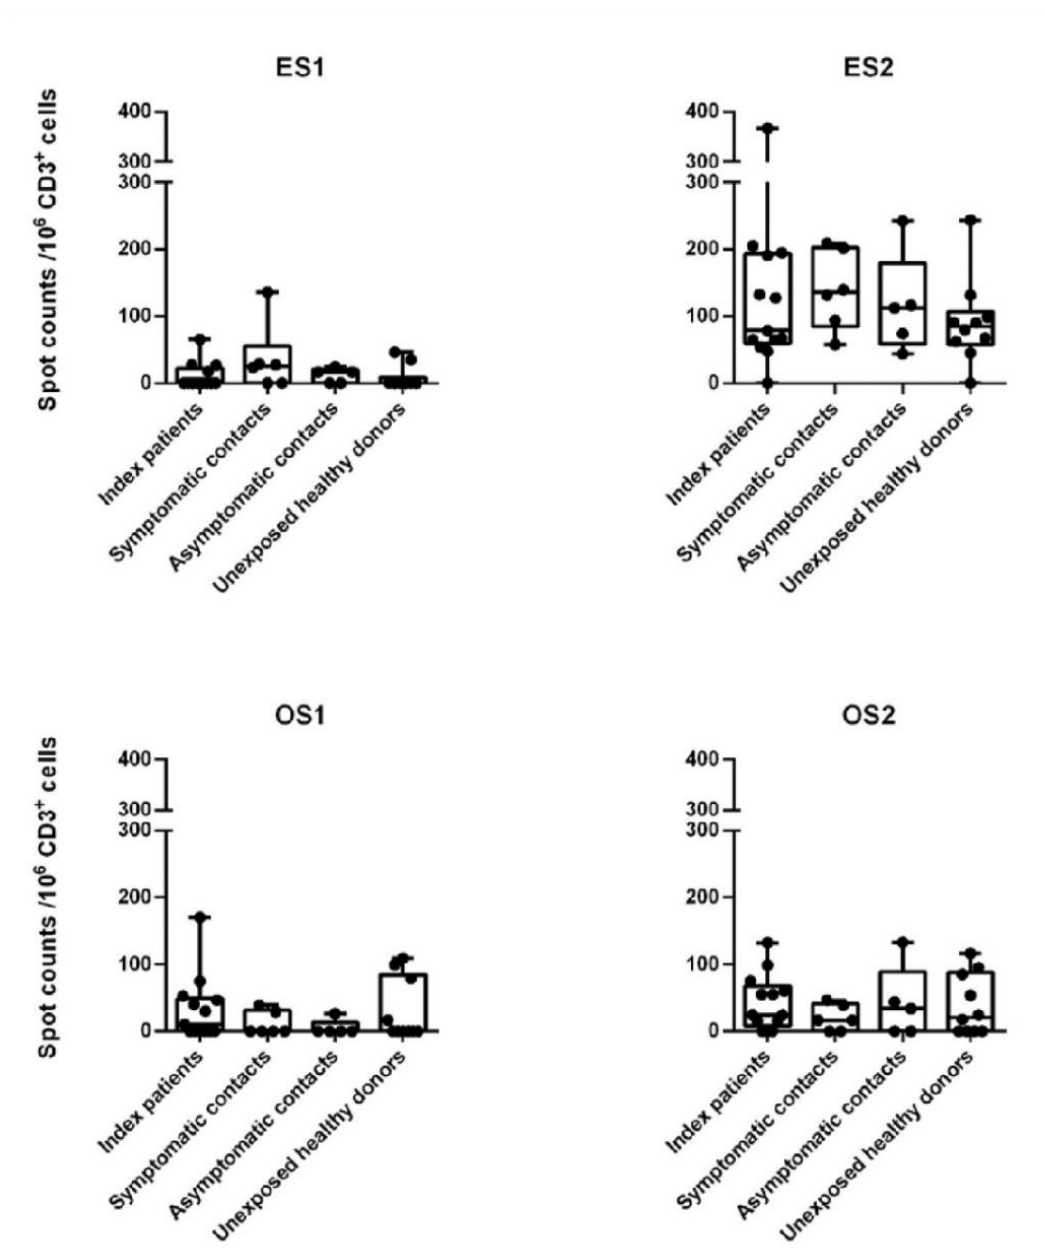 ES1
Spot counts /10⁶ CD3⁺ cells
400
300
300
200
100
0
Index patients
Symptomatic contacts
Asymptomatic contacts
Unexposed healthy donors
ES2
400
300
300
200
100
0
Index patients
Symptomatic contacts
Asymptomatic contacts
Unexposed healthy donors
OS1
Spot counts /10⁶ CD3⁺ cells
400
300
300
200
100
0
Index patients
Symptomatic contacts
Asymptomatic contacts
Unexposed healthy donors
OS2
400
300
300
200
100
0
Index patients
Symptomatic contacts
Asymptomatic contacts
Unexposed healthy donors